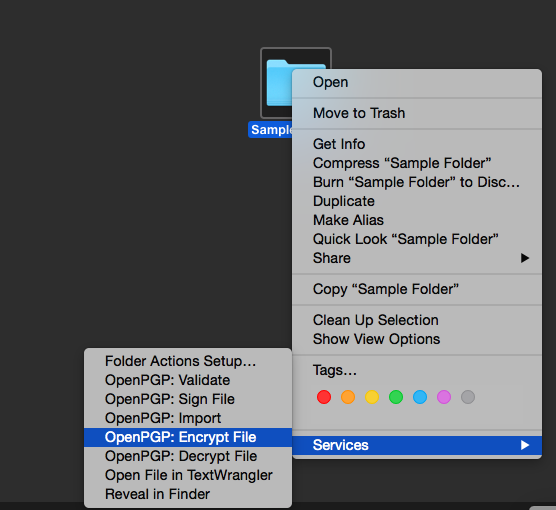 Sample
Open
Move to Trash
Get Info
Compress “Sample Folder”
Burn “Sample Folder” to Disc...
Duplicate
Make Alias
Quick Look “Sample Folder”
Share
Copy “Sample Folder”
Clean Up Selection
Show View Options
Tags...
Services
Folder Actions Setup...
OpenPGP: Validate
OpenPGP: Sign File
OpenPGP: Import
OpenPGP: Encrypt File
OpenPGP: Decrypt File
Open File in TextWrangler
Reveal in Finder